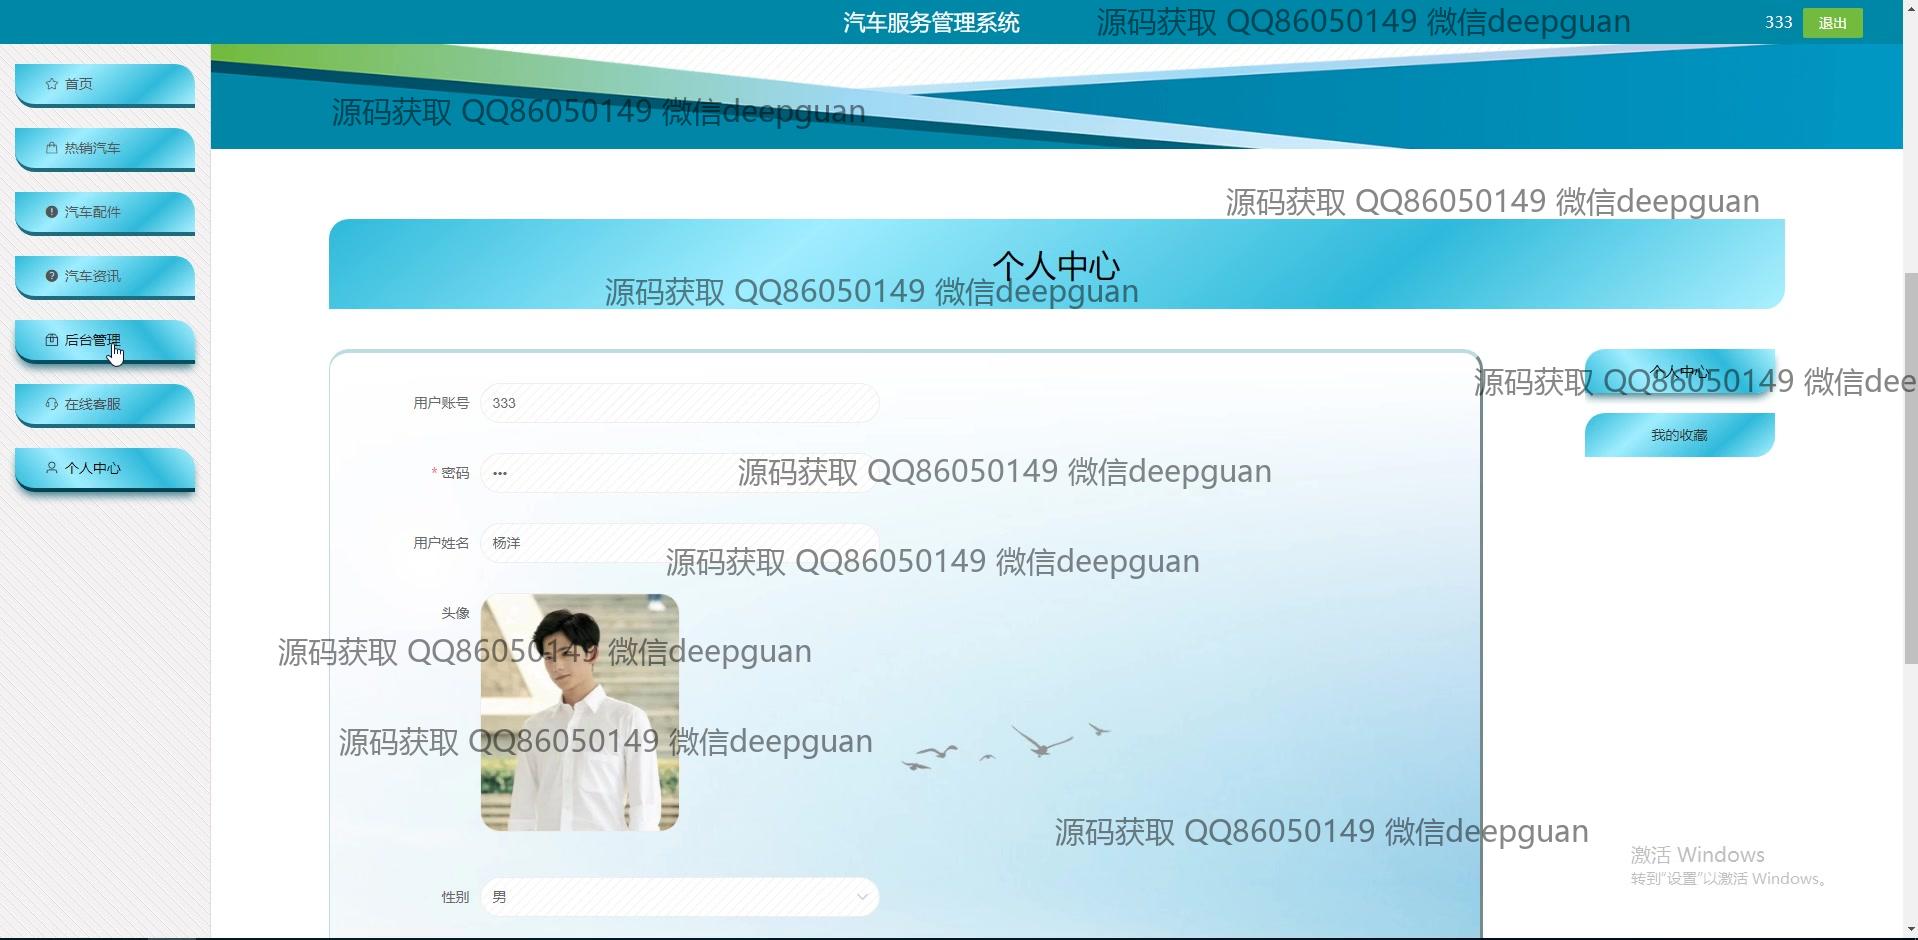 汽车服务管理系统
源码获取 QQ86050149 微信deepguan
333
退出
首页
源码获取 QQ86050149 微信deepguan
热销汽车
源码获取 QQ86050149 微信deepguan
汽车配件
个人中心
汽车资讯
源码获取 QQ86050149 微信deepguan
后台管理
个人中心
源码获取 QQ86050149 微信dee
在线客服
用户账号 333
我的收藏
个人中心
* 密码 •••
源码获取 QQ86050149 微信deepguan
用户姓名 杨洋
源码获取 QQ86050149 微信deepguan
头像
源码获取 QQ86050149 微信deepguan
源码获取 QQ86050149 微信deepguan
源码获取 QQ86050149 微信deepguan
激活 Windows
转到"设置"以激活 Windows。
性别 男